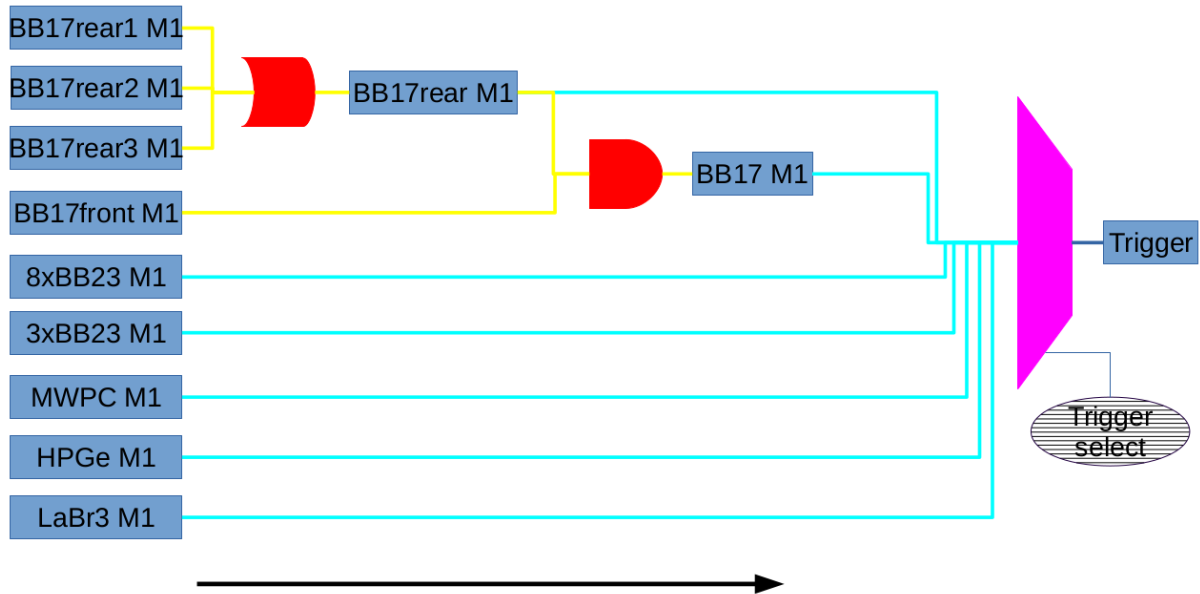 BB17rear1 M1
BB17rear2 M1
BB17rear3 M1
BB17rear M1
BB17 M1
BB17front M1
8xBB23 M1
3xBB23 M1
MWPC M1
HPGe M1
LaBr3 M1
Trigger
Trigger
select